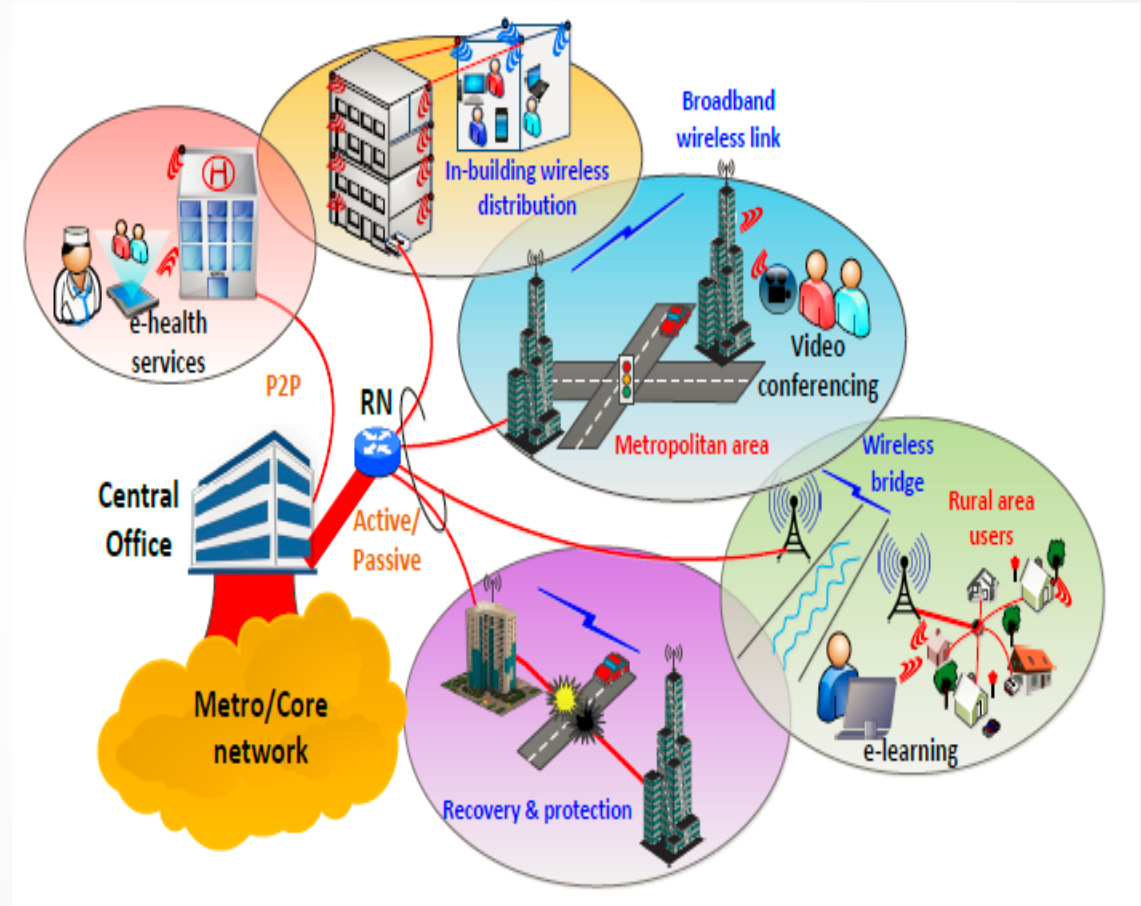 Broadband
wireless link
In-building wireless
distribution
H
e-health
services
Video
conferencing
P2P
RN
Metropolitan area
Wireless
bridge
Central
Office
Active/
Passive
Rural area
users
Metro/Core
network
Recovery & protection
e-learning